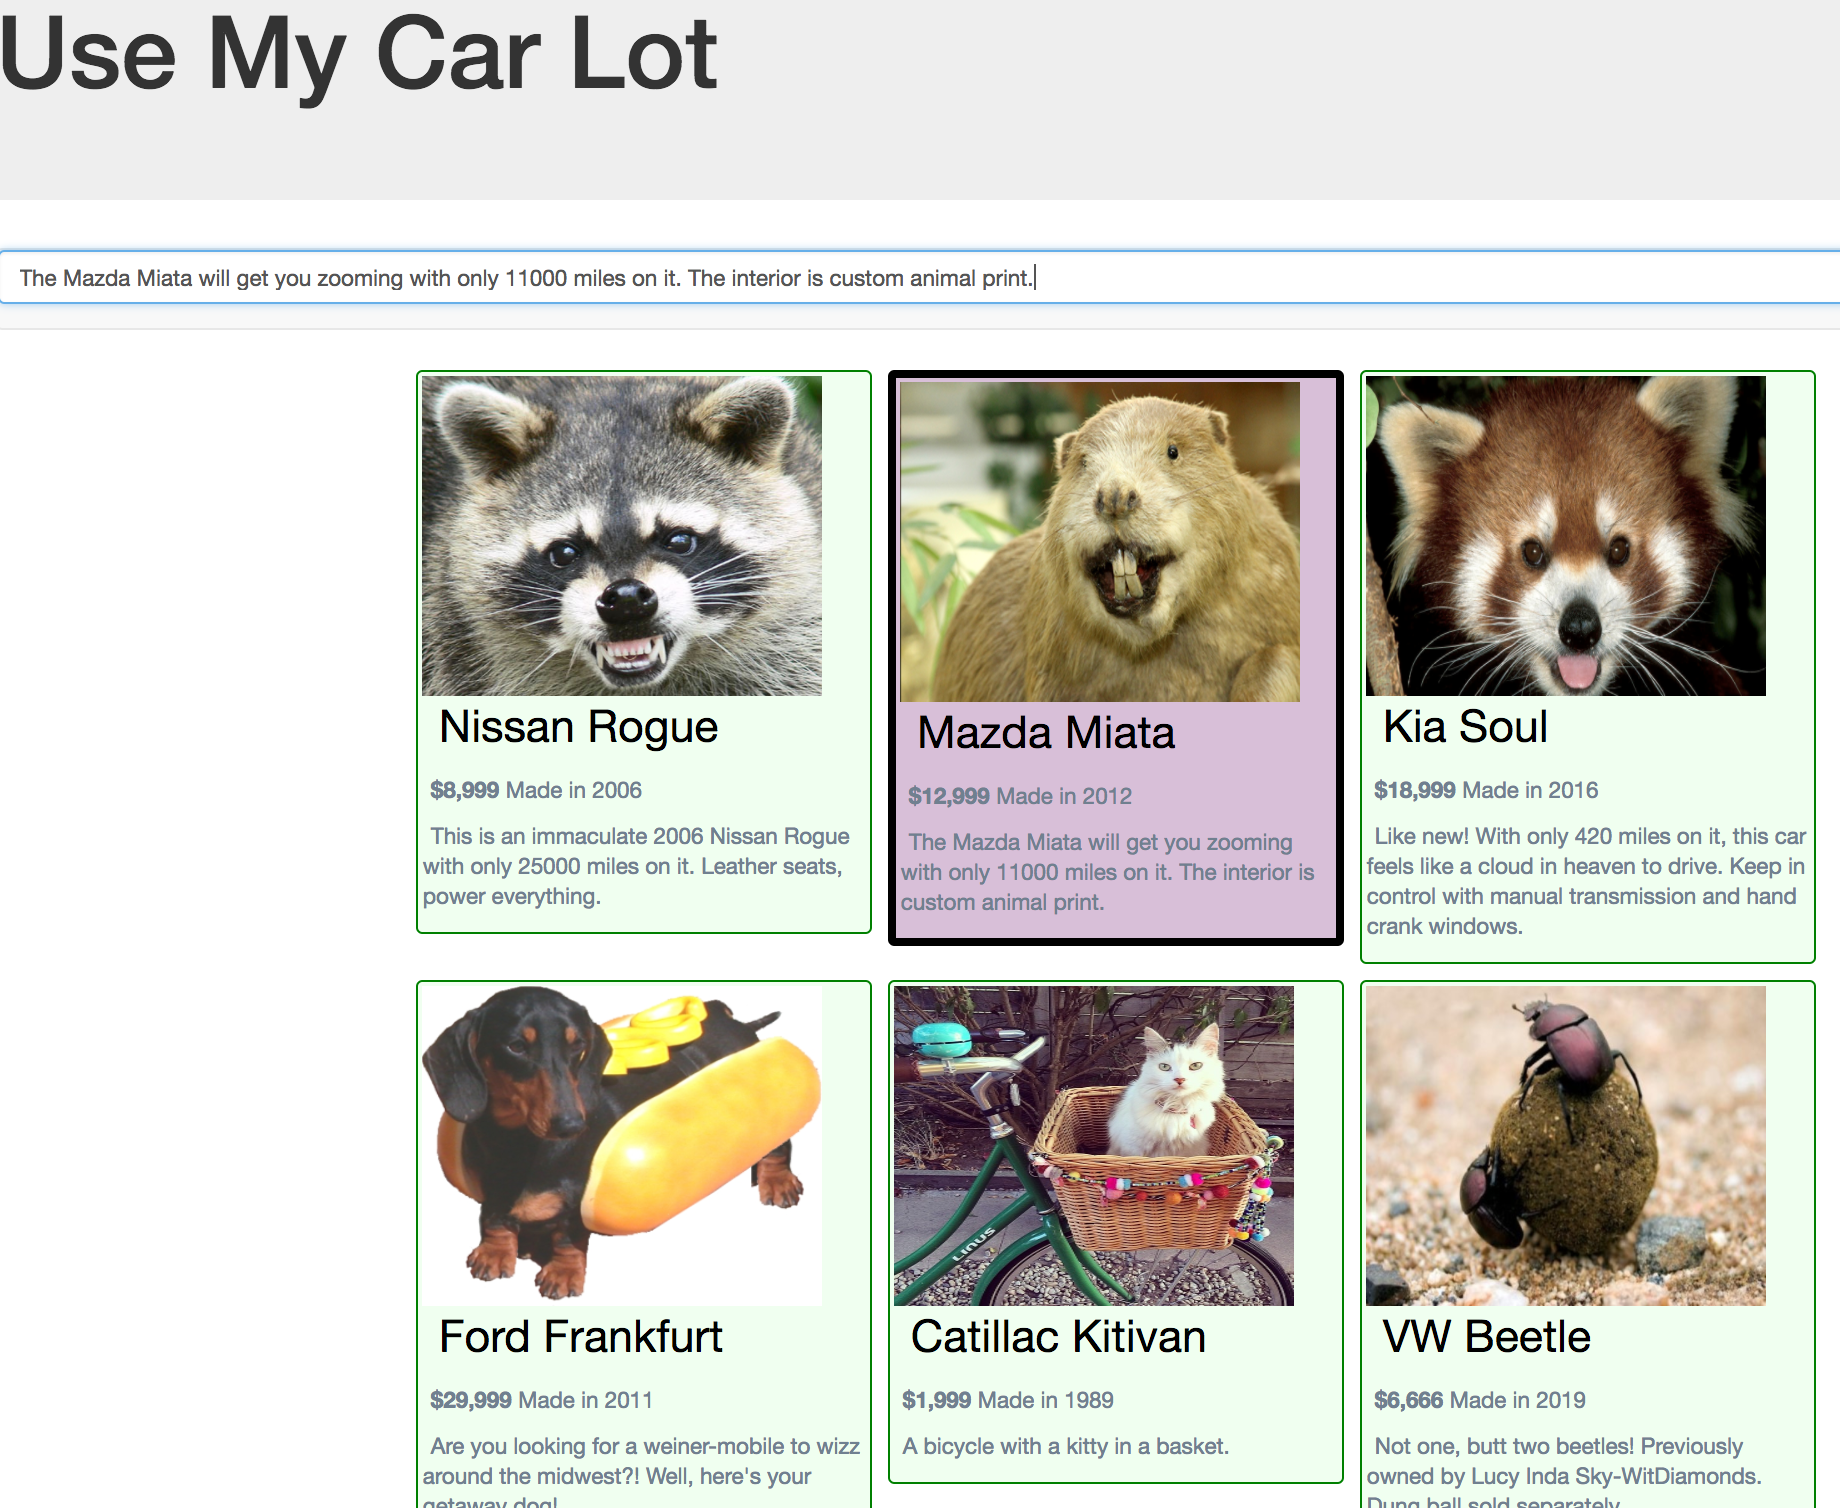 Use My Car Lot
The Mazda Miata will get you zooming with only 11000 miles on it. The interior is custom animal print.
Nissan Rogue
$8,999 Made in 2006
This is an immaculate 2006 Nissan Rogue
with only 25000 miles on it. Leather seats,
power everything.
Mazda Miata
$12,999 Made in 2012
The Mazda Miata will get you zooming
with only 11000 miles on it. The interior is
custom animal print.
Kia Soul
$18,999 Made in 2016
Like new! With only 420 miles on it, this car
feels like a cloud in heaven to drive. Keep in
control with manual transmission and hand
crank windows.
Ford Frankfurt
$29,999 Made in 2011
Are you looking for a weiner-mobile to wizz
around the midwest?! Well, here's your
getaway dog!
LINUS
Catillac Kitivan
$1,999 Made in 1989
A bicycle with a kitty in a basket.
VW Beetle
$6,666 Made in 2019
Not one, butt two beetles! Previously
owned by Lucy Inda Sky-WitDiamonds.
Dung ball sold separately.